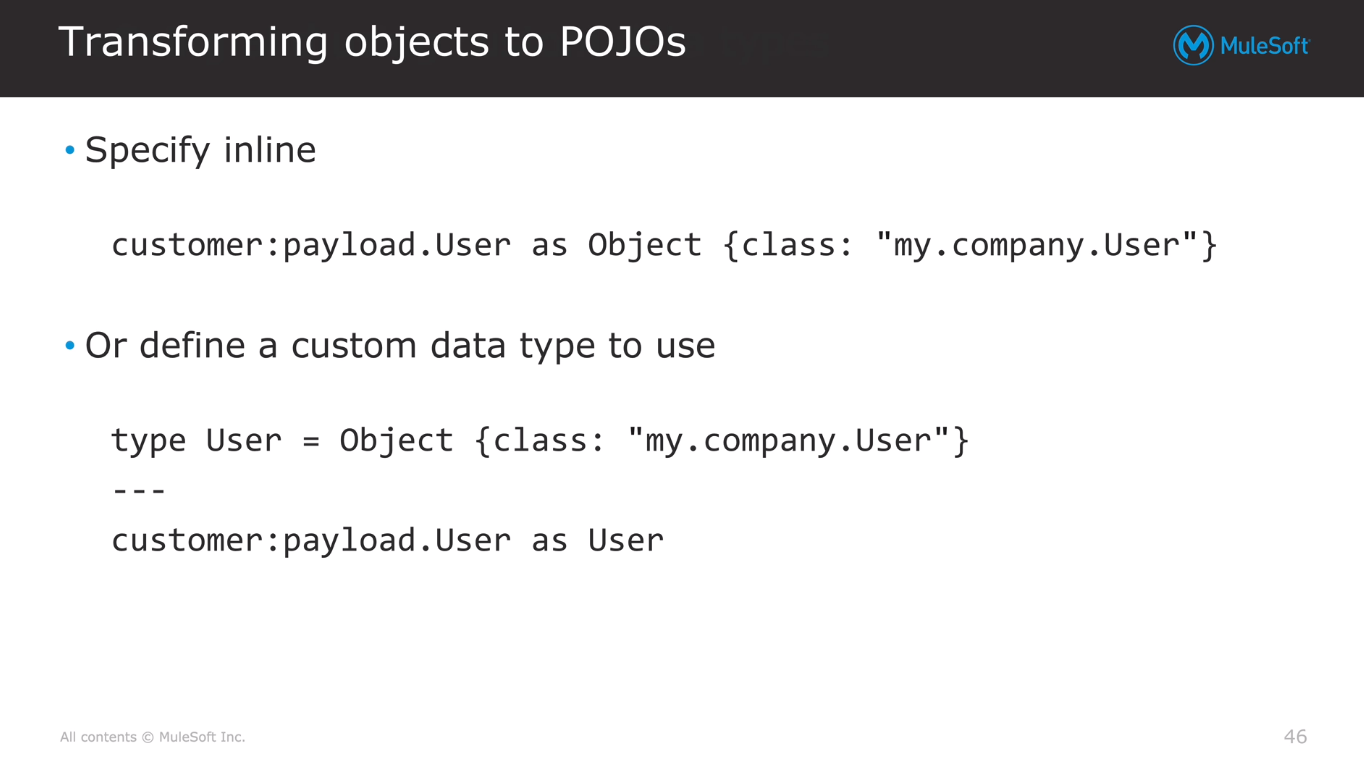 Transforming objects to POJOs
MuleSoft
• Specify inline
customer:payload.User as Object {class: "my.company.User"}
• Or define a custom data type to use
type User = Object {class: "my.company.User"}
---
customer:payload.User as User
All contents © MuleSoft Inc.
46